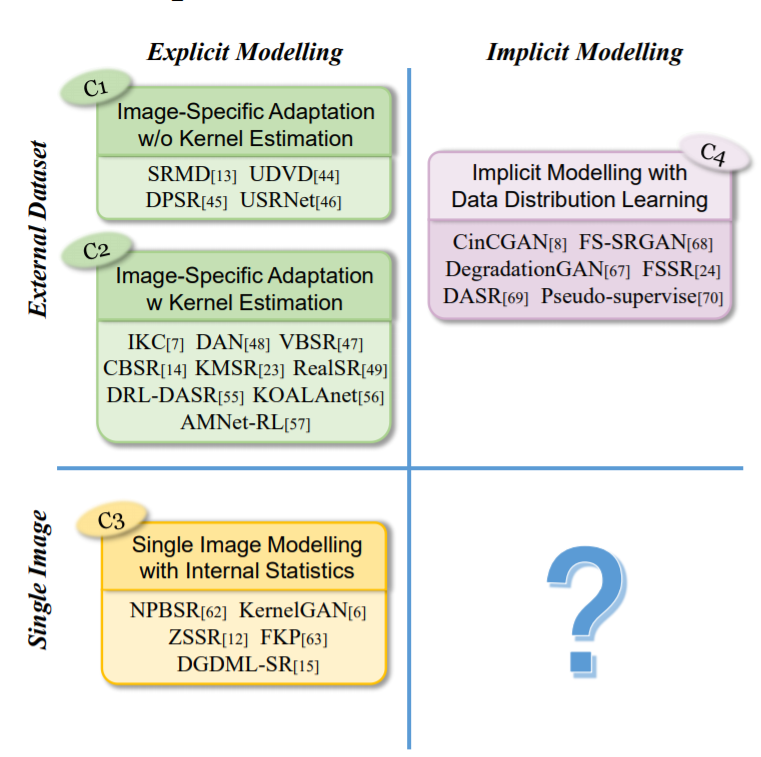 Explicit Modelling
Implicit Modelling
External Dataset
C1
Image-Specific Adaptation
w/o Kernel Estimation
SRMD[13] UDVD[44]
DPSR[45] USRNet[46]
C2
Image-Specific Adaptation
w Kernel Estimation
IKC[7] DAN[48] VBSR[47]
CBSR[14] KMSR[23] RealSR[49]
DRL-DASR[55] KOALAnet[56]
AMNet-RL[57]
C4
Implicit Modelling with
Data Distribution Learning
CinCGAN[8] FS-SRGAN[68]
DegradationGAN[67] FSSR[24]
DASR[69] Pseudo-supervise[70]
Single Image
C3
Single Image Modelling
with Internal Statistics
NPBSR[62] KernelGAN[6]
ZSSR[12] FKP[63]
DGDML-SR[15]
?